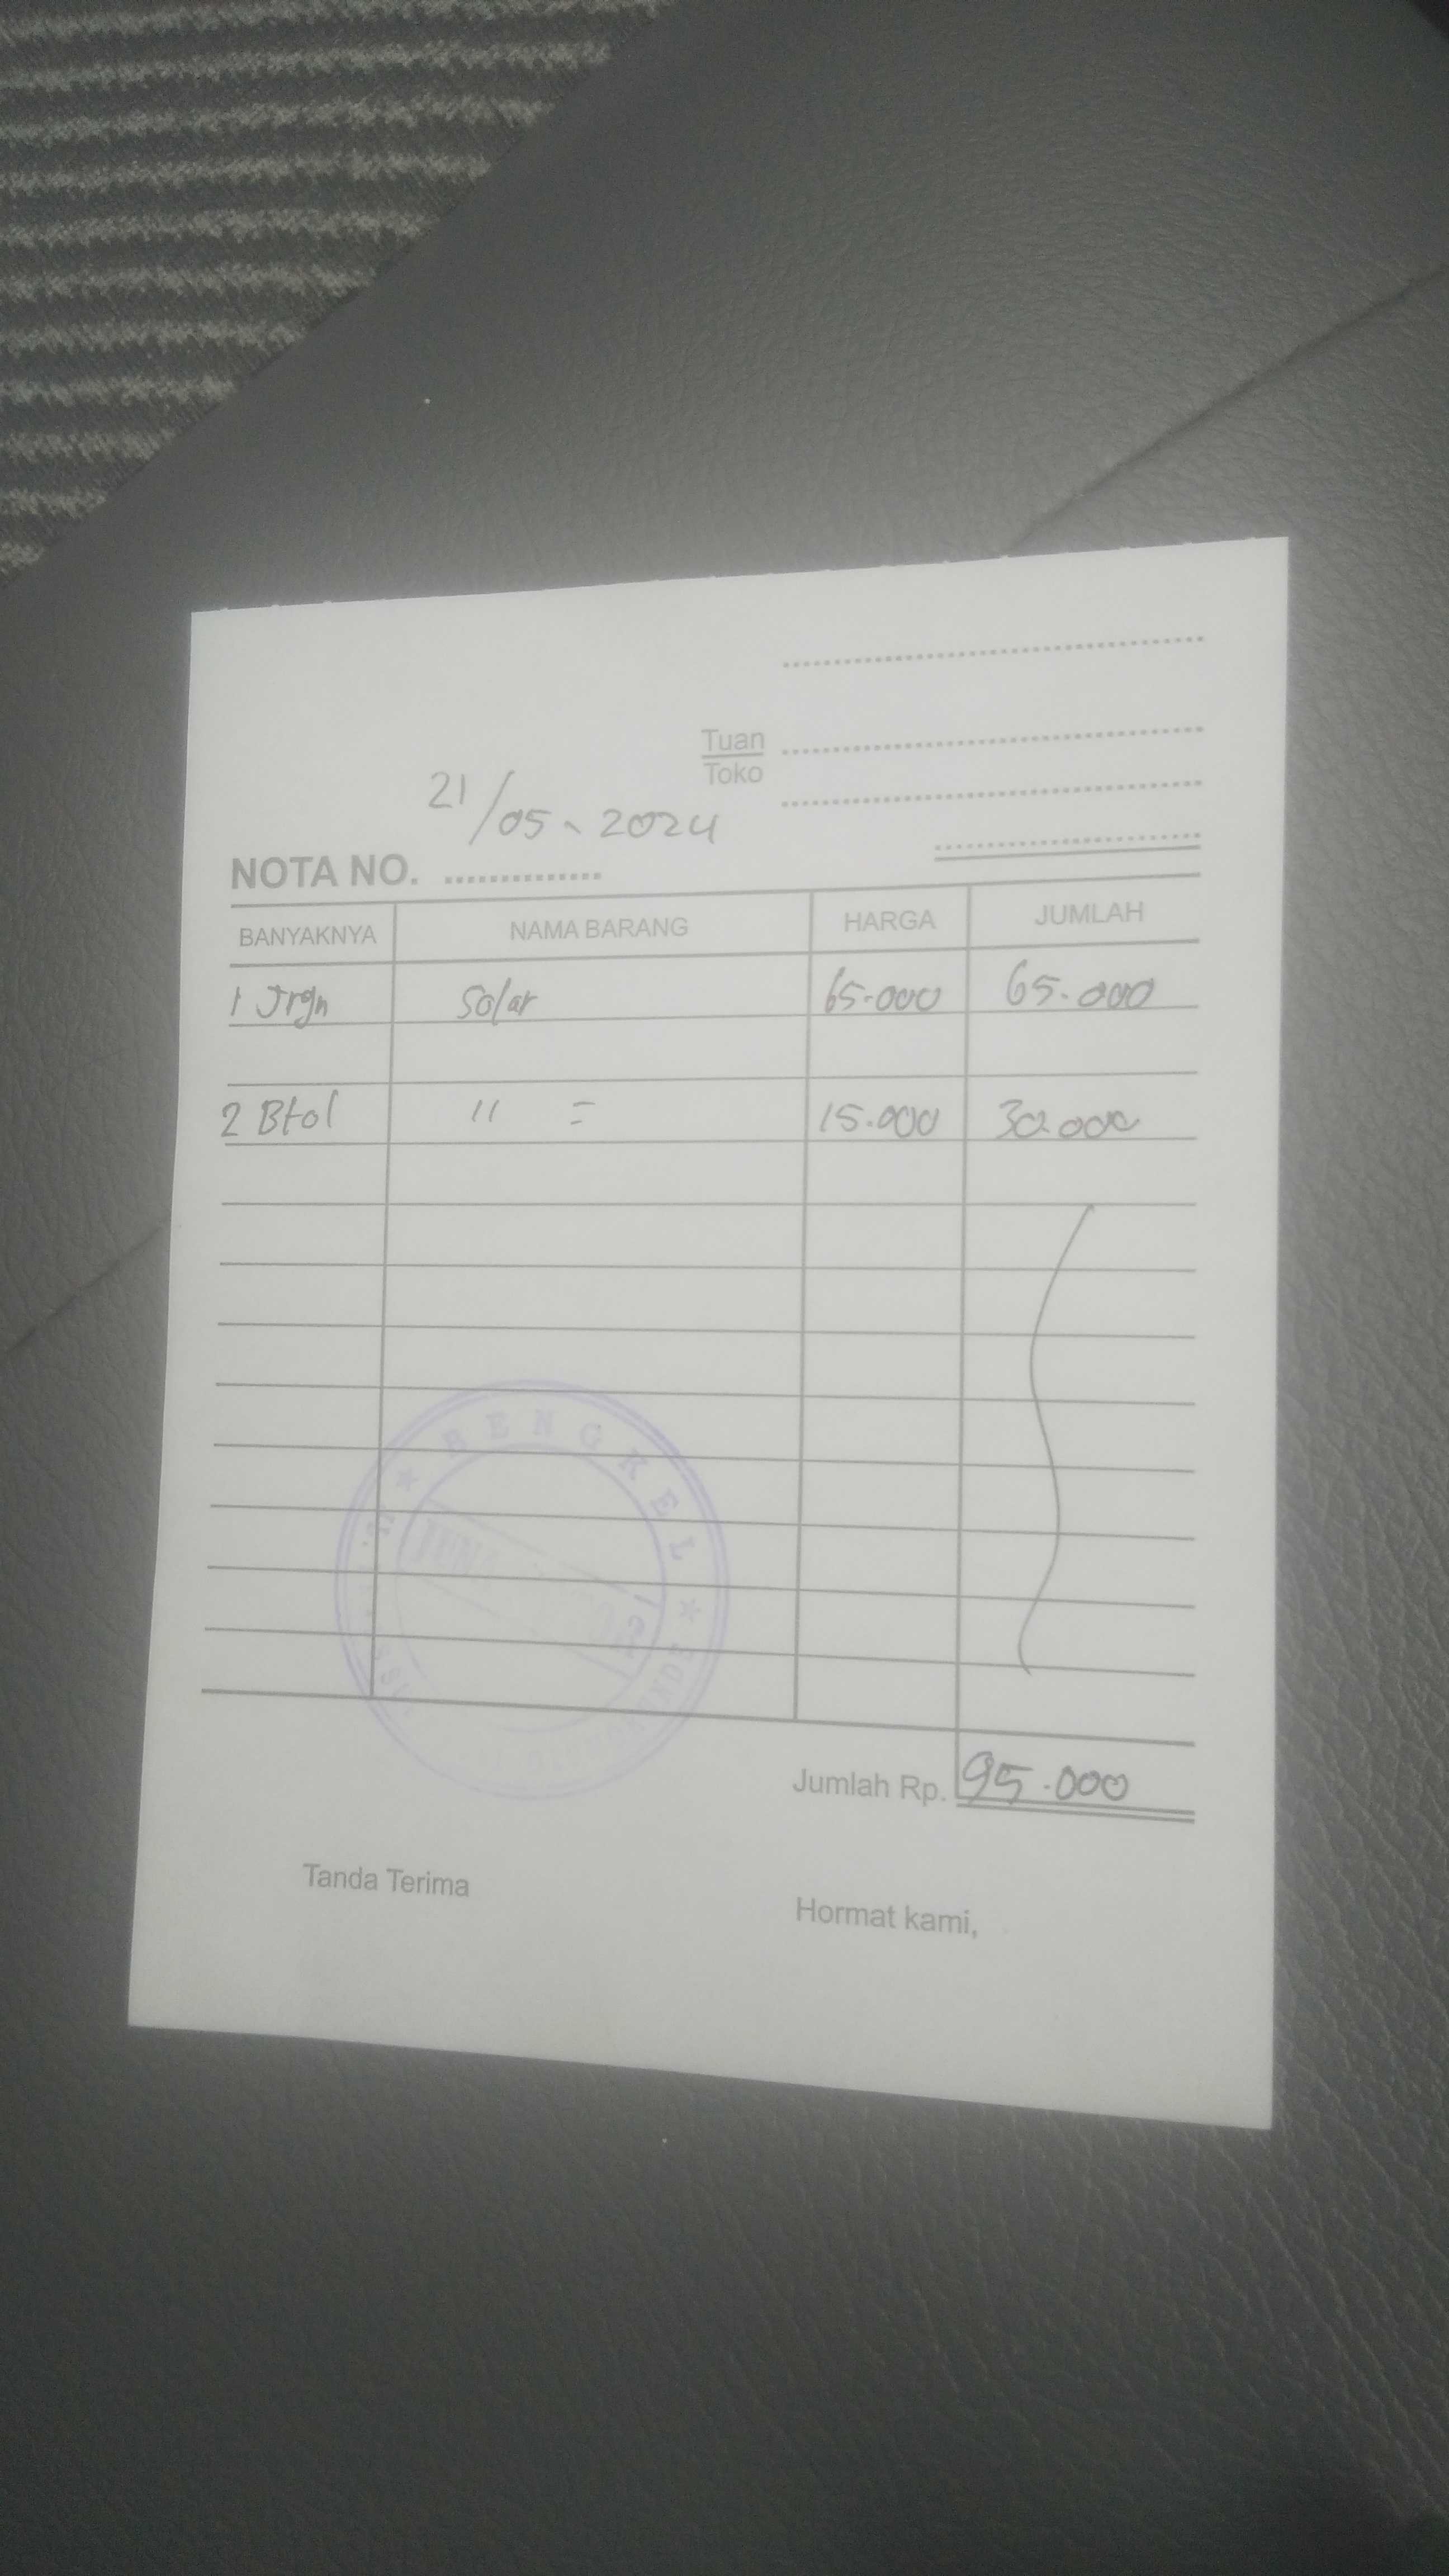 Tuan
Toko
21/05-2024
NOTA NO. ..............
BANYAKNYA NAMA BARANG HARGA JUMLAH
1 Jrgn Solar 65.000 65.000
2 Btol " = 15.000 30.000
BENGKEL
Jumlah Rp. 95.000
Tanda Terima
Hormat kami,